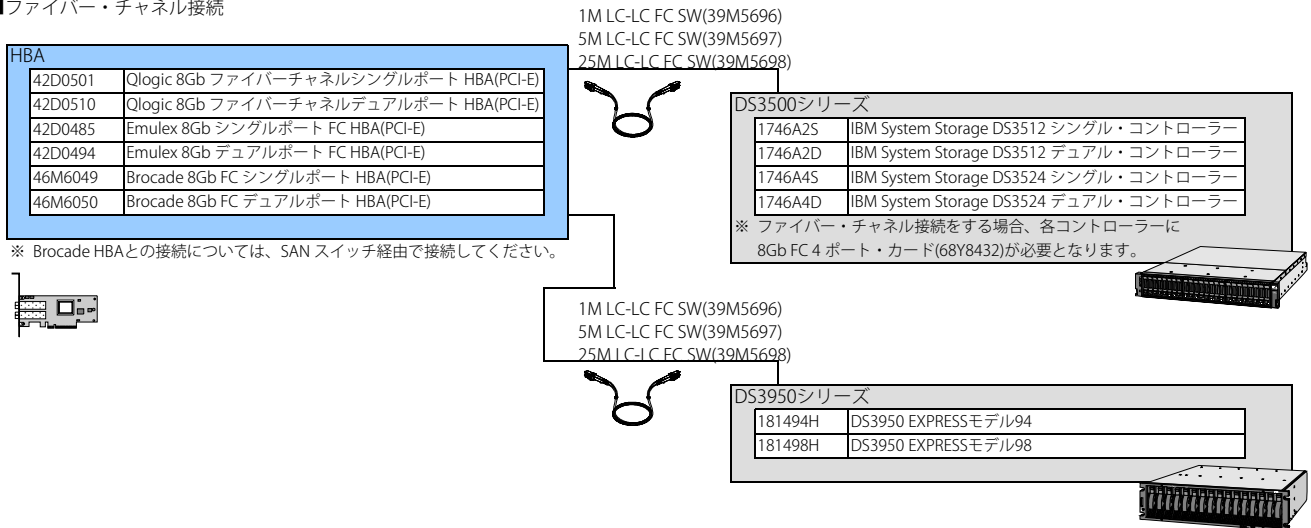 ■ファイバー・チャネル接続
1M LC-LC FC SW(39M5696)
5M LC-LC FC SW(39M5697)
25M LC-LC FC SW(39M5698)
HBA
42D0501 Qlogic 8Gb ファイバーチャネルシングルポート HBA(PCI-E)
42D0510 Qlogic 8Gb ファイバーチャネルデュアルポート HBA(PCI-E)
42D0485 Emulex 8Gb シングルポート FC HBA(PCI-E)
42D0494 Emulex 8Gb デュアルポート FC HBA(PCI-E)
46M6049 Brocade 8Gb FC シングルポート HBA(PCI-E)
46M6050 Brocade 8Gb FC デュアルポート HBA(PCI-E)
※ Brocade HBAとの接続については、SAN スイッチ経由で接続してください。
DS3500シリーズ
1746A2S IBM System Storage DS3512 シングル・コントローラー
1746A2D IBM System Storage DS3512 デュアル・コントローラー
1746A4S IBM System Storage DS3524 シングル・コントローラー
1746A4D IBM System Storage DS3524 デュアル・コントローラー
※ ファイバー・チャネル接続をする場合、各コントローラーに
8Gb FC 4 ポート・カード(68Y8432)が必要となります。
1M LC-LC FC SW(39M5696)
5M LC-LC FC SW(39M5697)
25M LC-LC FC SW(39M5698)
DS3950シリーズ
181494H DS3950 EXPRESSモデル94
181498H DS3950 EXPRESSモデル98